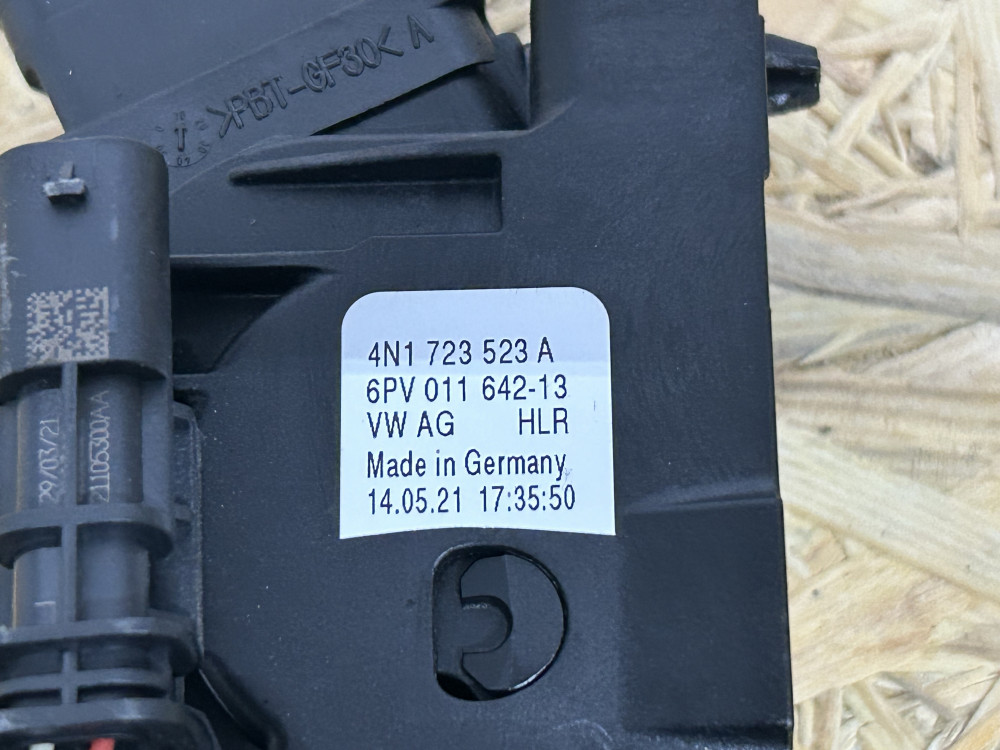 >PBT-GF30< A
4N1 723 523 A
6PV 011 642-13
VW AG HLR
Made in Germany
14.05.21 17:35:50
29/03/21
21105300AA